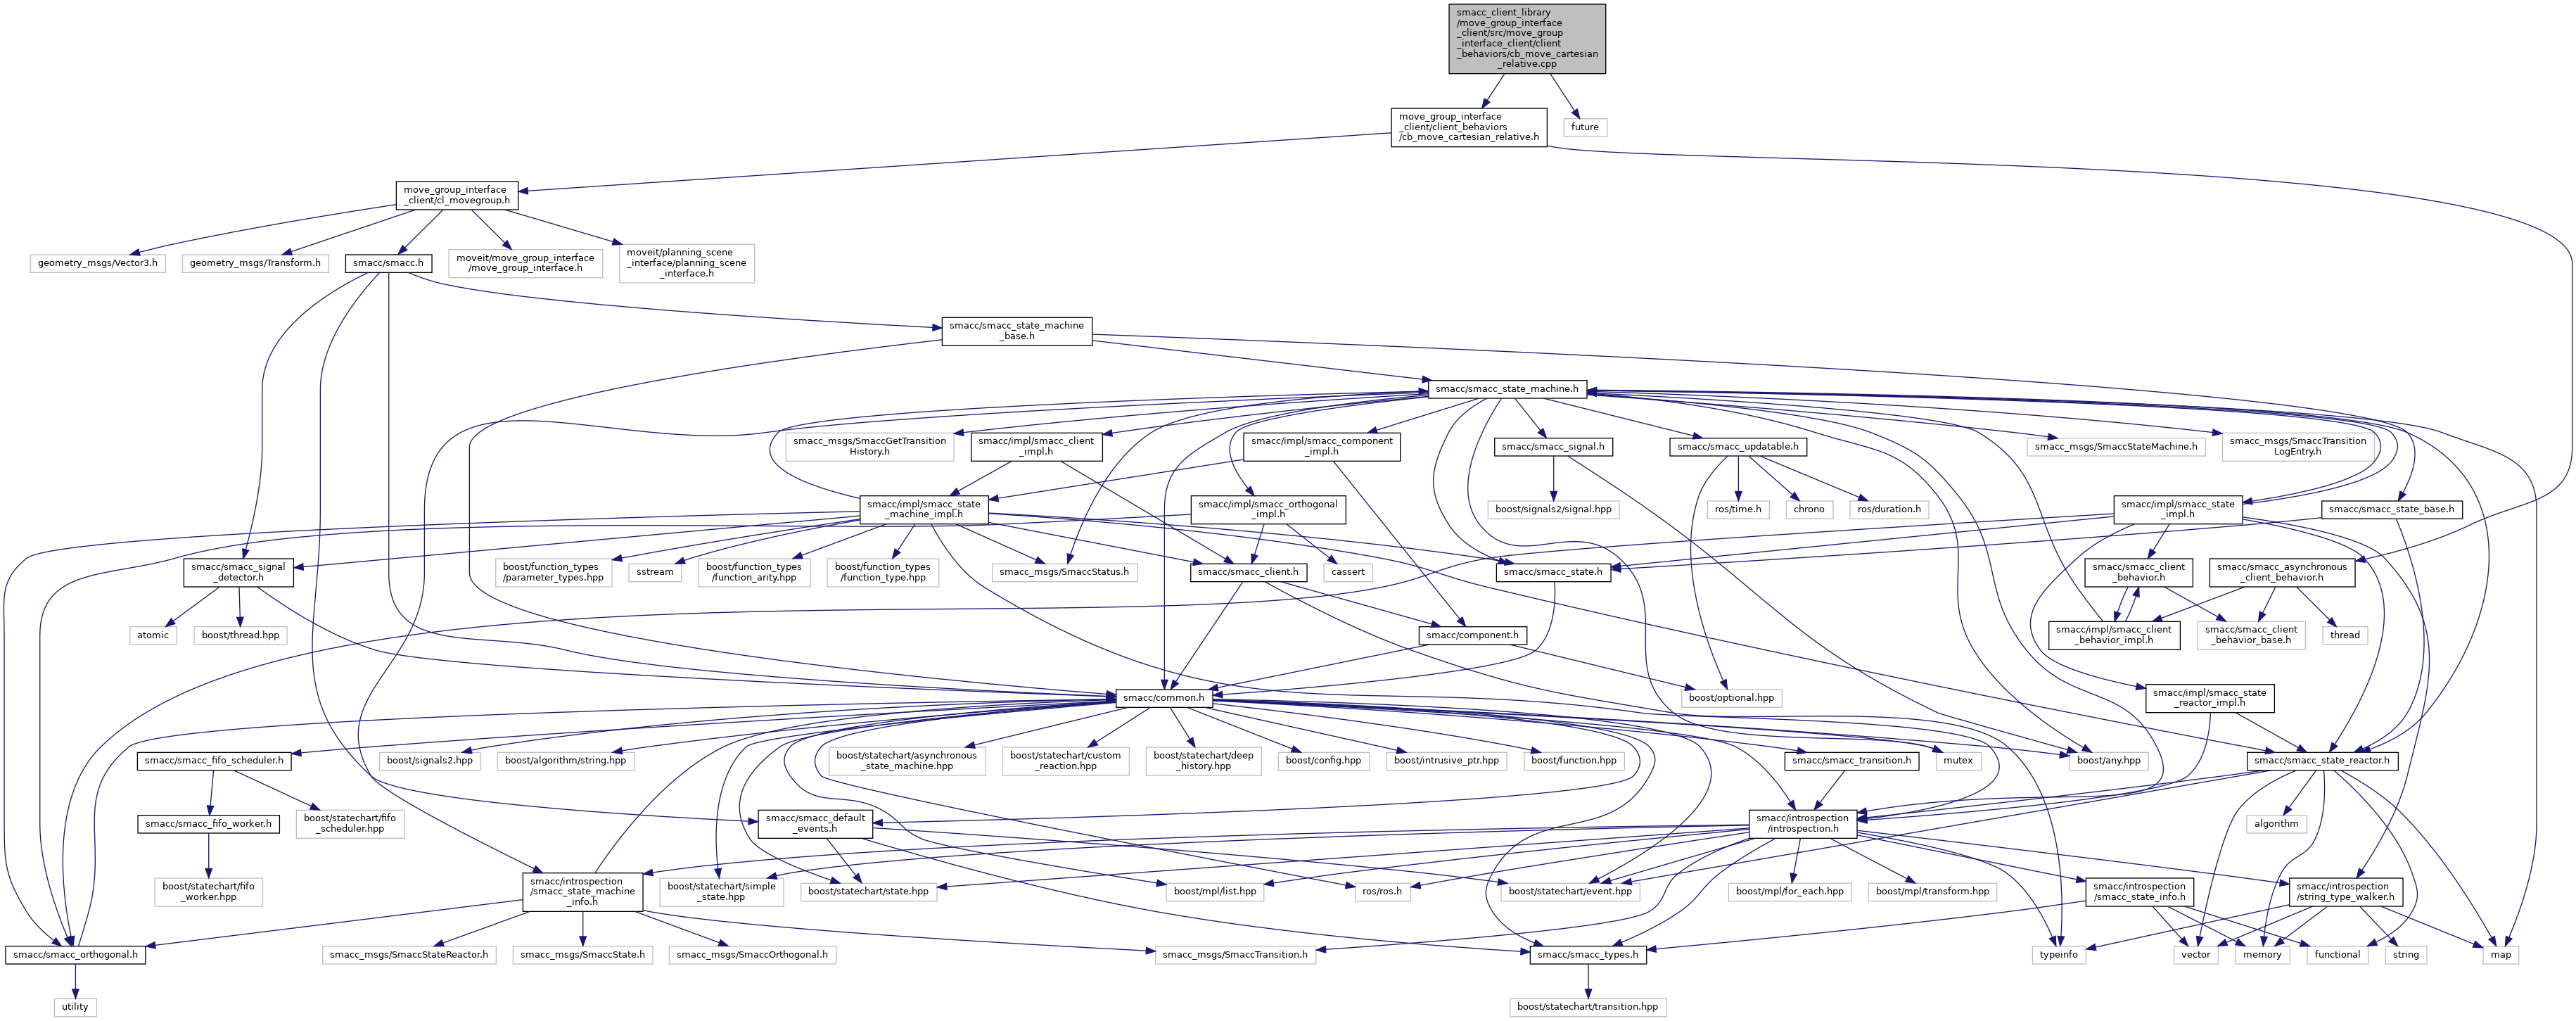 smacc_client_library
/move_group_interface
_client/src/move_group
_interface_client/client
_behaviors/cb_move_cartesian
_relative.cpp
move_group_interface
_client/client_behaviors
/cb_move_cartesian_relative.h
future
move_group_interface
_client/cl_movegroup.h
geometry_msgs/Vector3.h
geometry_msgs/Transform.h
smacc/smacc.h
moveit/move_group_interface
/move_group_interface.h
moveit/planning_scene
_interface/planning_scene
_interface.h
smacc/smacc_state_machine
_base.h
smacc/smacc_state_machine.h
smacc_msgs/SmaccGetTransition
History.h
smacc/impl/smacc_client
_impl.h
smacc/impl/smacc_component
_impl.h
smacc/smacc_signal.h
smacc/smacc_updatable.h
smacc_msgs/SmaccStateMachine.h
smacc_msgs/SmaccTransition
LogEntry.h
smacc/impl/smacc_state
_machine_impl.h
smacc/impl/smacc_orthogonal
_impl.h
boost/signals2/signal.hpp
ros/time.h
chrono
ros/duration.h
smacc/impl/smacc_state
_impl.h
smacc/smacc_state_base.h
smacc/smacc_signal
_detector.h
boost/function_types
/parameter_types.hpp
sstream
boost/function_types
/function_arity.hpp
boost/function_types
/function_type.hpp
smacc_msgs/SmaccStatus.h
smacc/smacc_client.h
cassert
smacc/smacc_state.h
smacc/smacc_client
_behavior.h
smacc/smacc_asynchronous
_client_behavior.h
atomic
boost/thread.hpp
smacc/component.h
smacc/impl/smacc_client
_behavior_impl.h
smacc/smacc_client
_behavior_base.h
thread
smacc/common.h
boost/optional.hpp
smacc/impl/smacc_state
_reactor_impl.h
smacc/smacc_fifo_scheduler.h
boost/signals2.hpp
boost/algorithm/string.hpp
boost/statechart/asynchronous
_state_machine.hpp
boost/statechart/custom
_reaction.hpp
boost/statechart/deep
_history.hpp
boost/config.hpp
boost/intrusive_ptr.hpp
boost/function.hpp
smacc/smacc_transition.h
mutex
boost/any.hpp
smacc/smacc_state_reactor.h
smacc/smacc_fifo_worker.h
boost/statechart/fifo
_scheduler.hpp
smacc/smacc_default
_events.h
smacc/introspection
/introspection.h
algorithm
boost/statechart/fifo
_worker.hpp
smacc/introspection
/smacc_state_machine
_info.h
boost/statechart/simple
_state.hpp
boost/statechart/state.hpp
boost/mpl/list.hpp
ros/ros.h
boost/statechart/event.hpp
boost/mpl/for_each.hpp
boost/mpl/transform.hpp
smacc/introspection
/smacc_state_info.h
smacc/introspection
/string_type_walker.h
smacc/smacc_orthogonal.h
smacc_msgs/SmaccStateReactor.h
smacc_msgs/SmaccState.h
smacc_msgs/SmaccOrthogonal.h
smacc_msgs/SmaccTransition.h
smacc/smacc_types.h
typeinfo
vector
memory
functional
string
map
utility
boost/statechart/transition.hpp